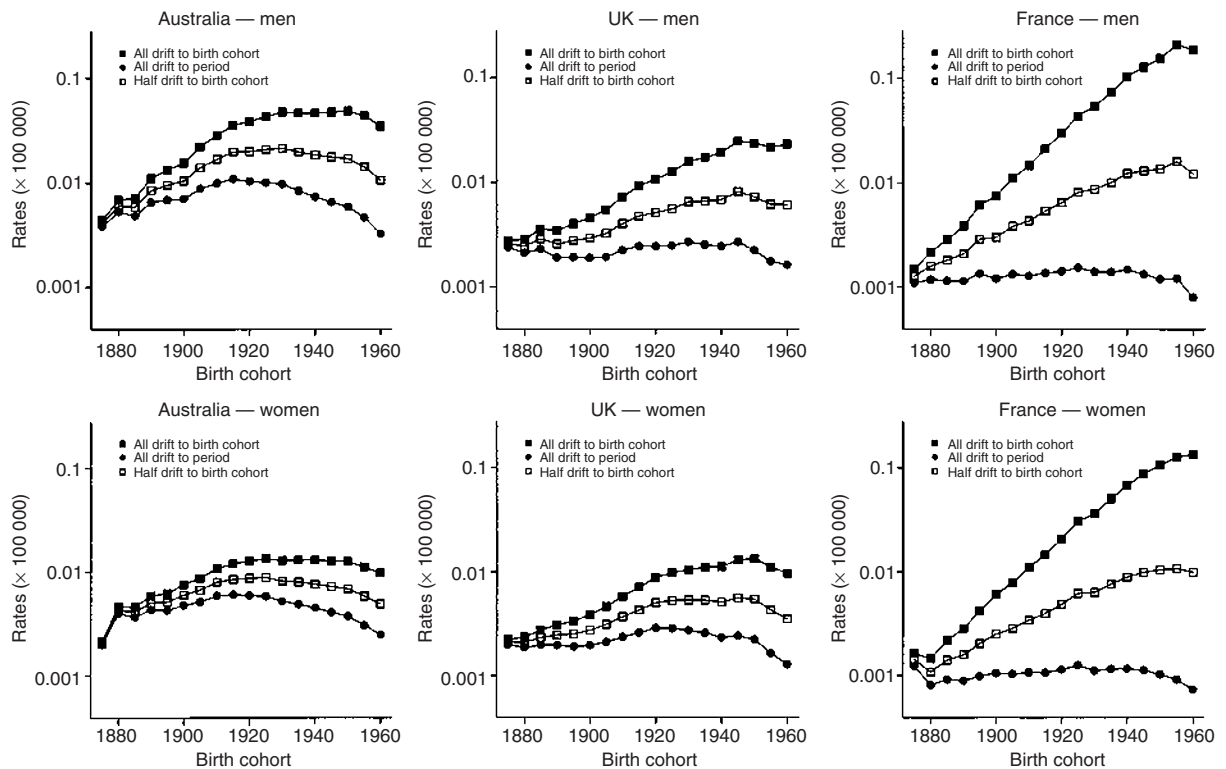 Australia — men
Rates (× 100 000)
0.1
0.01
0.001
■ All drift to birth cohort
● All drift to period
□ Half drift to birth cohort
1880 1900 1920 1940 1960
Birth cohort
UK — men
Rates (× 100 000)
0.1
0.01
0.001
■ All drift to birth cohort
● All drift to period
□ Half drift to birth cohort
1880 1900 1920 1940 1960
Birth cohort
France — men
Rates (× 100 000)
0.1
0.01
0.001
■ All drift to birth cohort
● All drift to period
□ Half drift to birth cohort
1880 1900 1920 1940 1960
Birth cohort
Australia — women
Rates (× 100 000)
0.1
0.01
0.001
■ All drift to birth cohort
● All drift to period
□ Half drift to birth cohort
1880 1900 1920 1940 1960
Birth cohort
UK — women
Rates (× 100 000)
0.1
0.01
0.001
■ All drift to birth cohort
● All drift to period
□ Half drift to birth cohort
1880 1900 1920 1940 1960
Birth cohort
France — women
Rates (× 100 000)
0.1
0.01
0.001
■ All drift to birth cohort
● All drift to period
□ Half drift to birth cohort
1880 1900 1920 1940 1960
Birth cohort